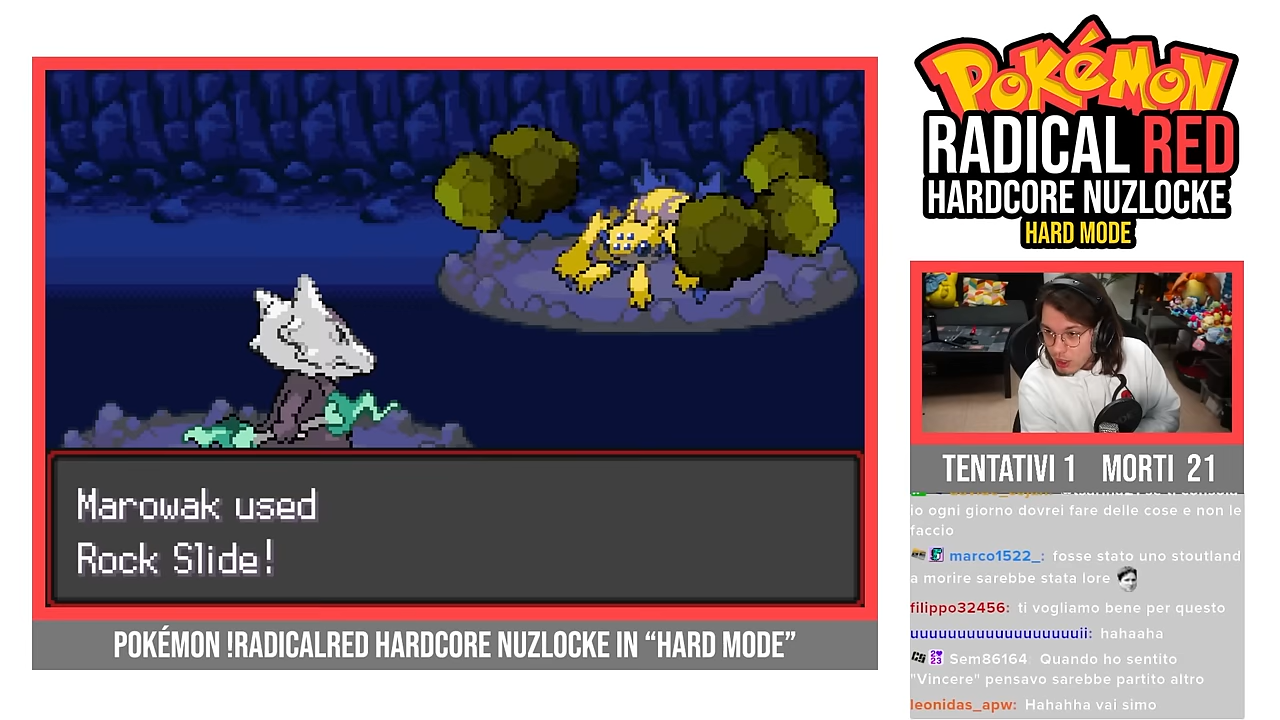 POKÉMON
RADICAL RED
HARDCORE NUZLOCKE
HARD MODE
Marowak used
Rock Slide!
POKÉMON !RADICALRED HARDCORE NUZLOCKE IN “HARD MODE”
TENTATIVI 1 MORTI 21
io ogni giorno dovrei fare delle cose e non le
faccio
marco1522_: fosse stato uno stoutland
a morire sarebbe stata lore
filippo32456: ti vogliamo bene per questo
uuuuuuuuuuuuuuuuuuii: hahaaha
Sem86164 Quando ho sentito
"Vincere" pensavo sarebbe partito altro
leonidas_apw: Hahahha vai simo